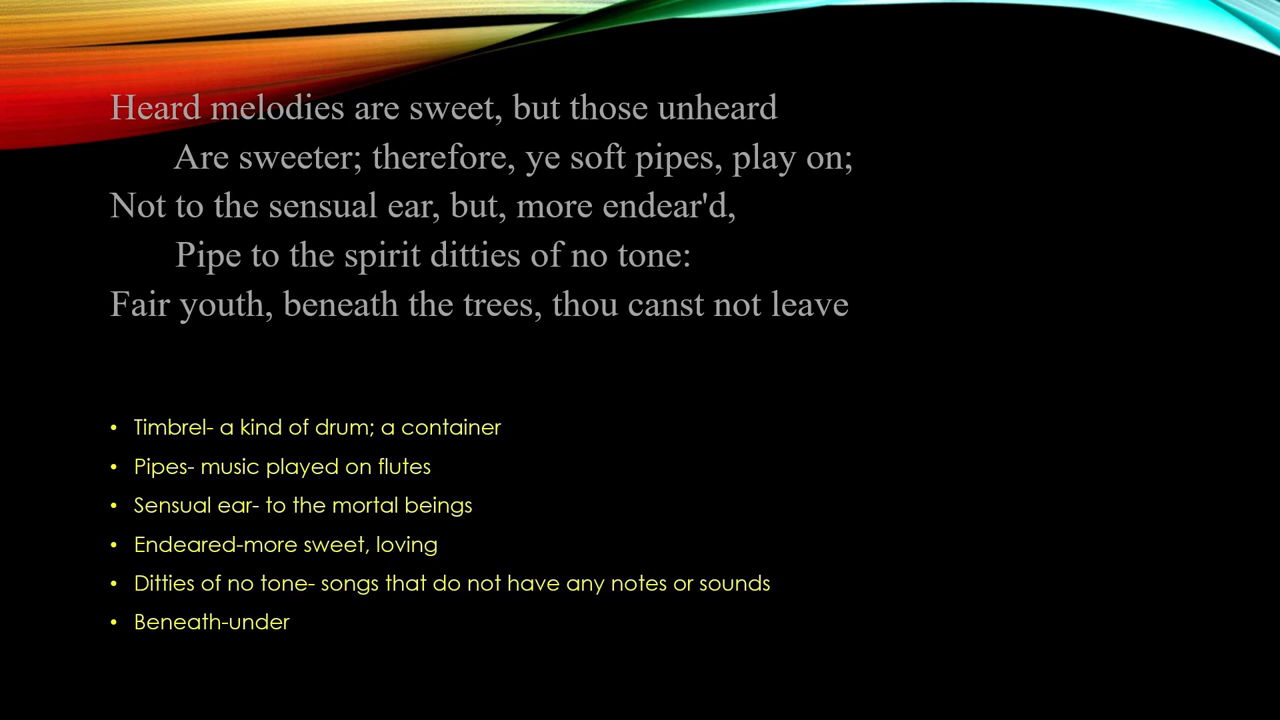 Heard melodies are sweet, but those unheard
Are sweeter; therefore, ye soft pipes, play on;
Not to the sensual ear, but, more endear'd,
Pipe to the spirit ditties of no tone:
Fair youth, beneath the trees, thou canst not leave
• Timbrel- a kind of drum; a container
• Pipes- music played on flutes
• Sensual ear- to the mortal beings
• Endeared-more sweet, loving
• Ditties of no tone- songs that do not have any notes or sounds
• Beneath-under